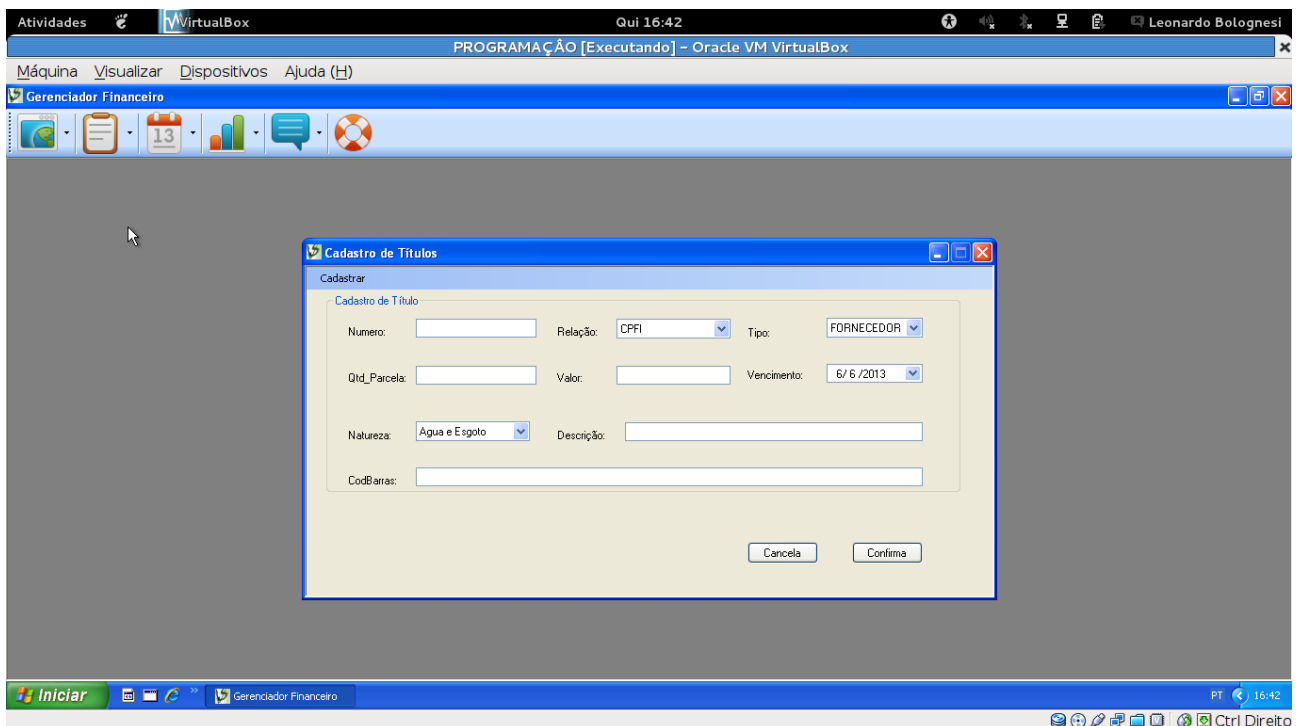 Atividades VirtualBox Qui 16:42 Leonardo Bolognesi
PROGRAMAÇÂO [Executando] - Oracle VM VirtualBox
Máquina Visualizar Dispositivos Ajuda (H)
Gerenciador Financeiro
13
Cadastro de Títulos
Cadastrar
Cadastro de Título
Numero: Relação: CPFl Tipo: FORNECEDOR
Qtd_Parcela: Valor: Vencimento: 6/ 6 /2013
Natureza: Agua e Esgoto Descrição:
CodBarras:
Cancela Confirma
Iniciar Gerenciador Financeiro PT 16:42
Ctrl Direito